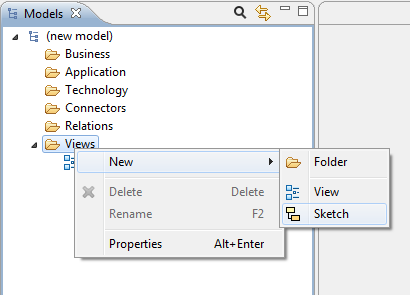 Models
(new model)
Business
Application
Technology
Connectors
Relations
Views
New
Delete Delete
Rename F2
Properties Alt+Enter
Folder
View
Sketch